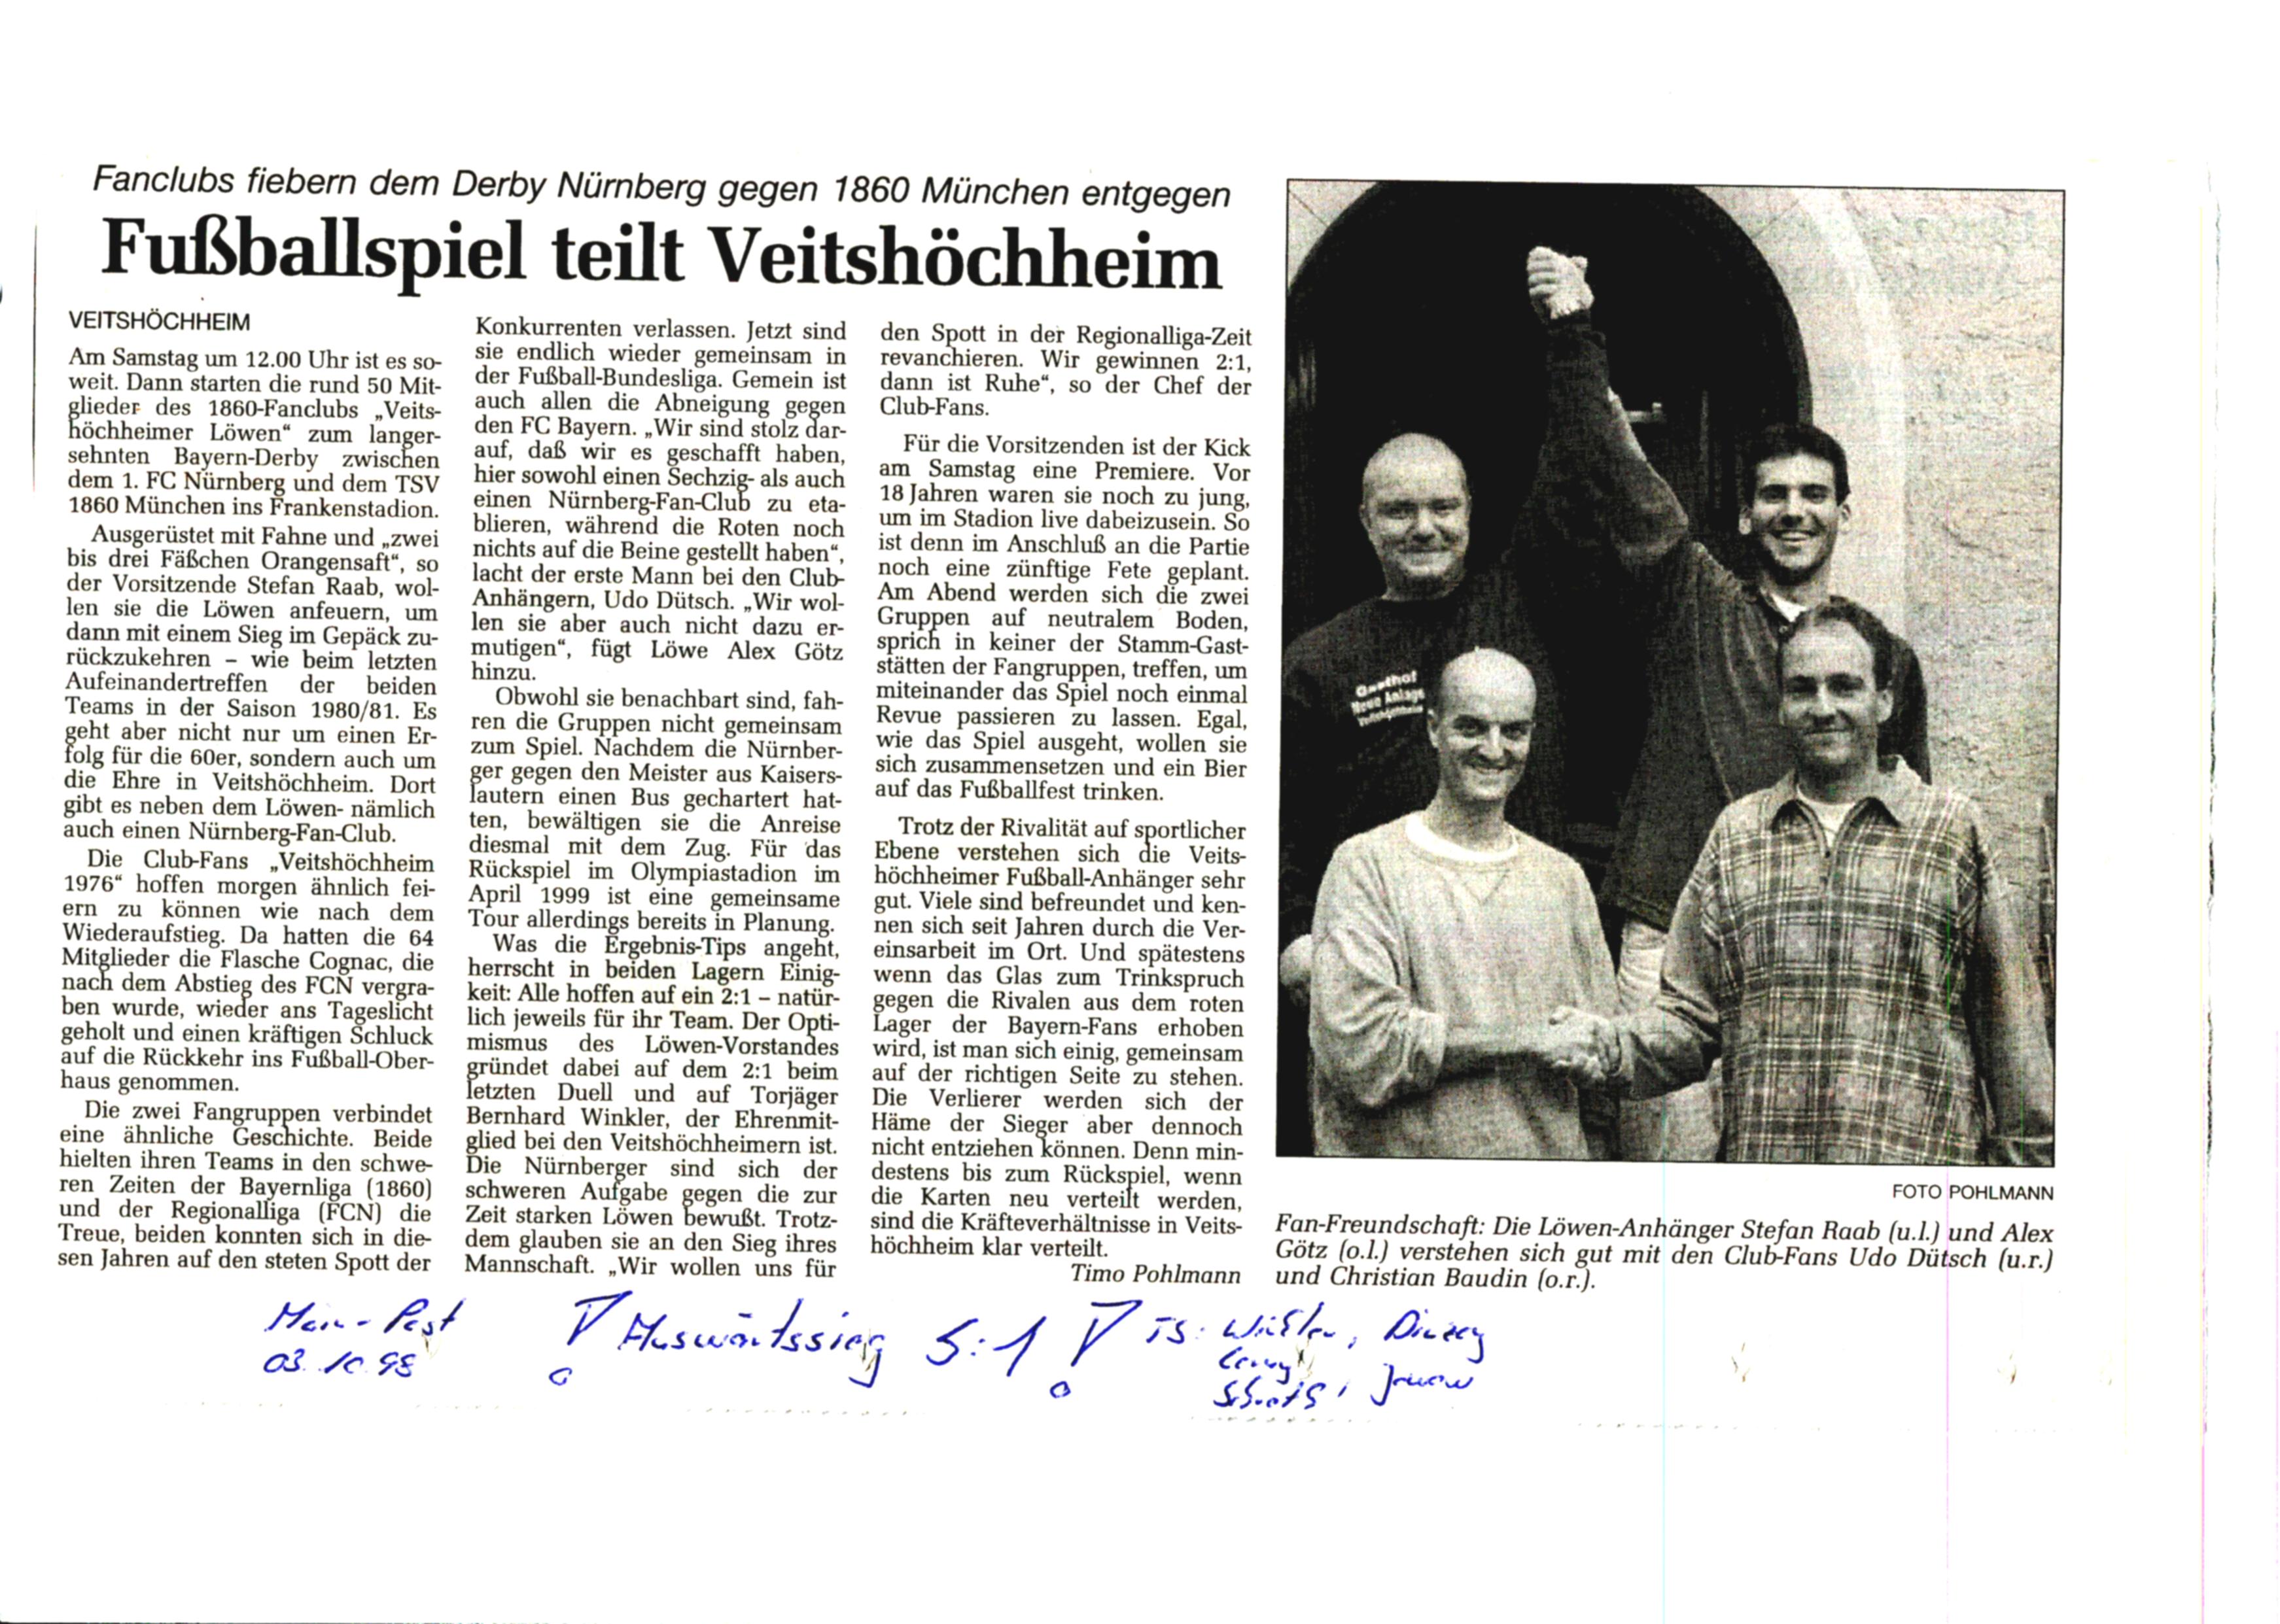 Fanclubs fiebern dem Derby Nürnberg gegen 1860 München entgegen
Fußballspiel teilt Veitshöchheim
VEITSHÖCHHEIM
Am Samstag um 12.00 Uhr ist es so-
weit. Dann starten die rund 50 Mit-
glieder des 1860-Fanclubs „Veits-
höchheimer Löwen“ zum langer-
sehnten Bayern-Derby zwischen
dem 1. FC Nürnberg und dem TSV
1860 München ins Frankenstadion.
Ausgerüstet mit Fahne und „zwei
bis drei Fäßchen Orangensaft“, so
der Vorsitzende Stefan Raab, wol-
len sie die Löwen anfeuern, um
dann mit einem Sieg im Gepäck zu-
rückzukehren – wie beim letzten
Aufeinandertreffen der beiden
Teams in der Saison 1980/81. Es
geht aber nicht nur um einen Er-
folg für die 60er, sondern auch um
die Ehre in Veitshöchheim. Dort
gibt es neben dem Löwen- nämlich
auch einen Nürnberg-Fan-Club.
Die Club-Fans „Veitshöchheim
1976“ hoffen morgen ähnlich fei-
ern zu können wie nach dem
Wiederaufstieg. Da hatten die 64
Mitglieder die Flasche Cognac, die
nach dem Abstieg des FCN vergra-
ben wurde, wieder ans Tageslicht
geholt und einen kräftigen Schluck
auf die Rückkehr ins Fußball-Ober-
haus genommen.
Die zwei Fangruppen verbindet
eine ähnliche Geschichte. Beide
hielten ihren Teams in den schwe-
ren Zeiten der Bayernliga (1860)
und der Regionalliga (FCN) die
Treue, beiden konnten sich in die-
sen Jahren auf den steten Spott der
Konkurrenten verlassen. Jetzt sind
sie endlich wieder gemeinsam in
der Fußball-Bundesliga. Gemein ist
auch allen die Abneigung gegen
den FC Bayern. „Wir sind stolz dar-
auf, daß wir es geschafft haben,
hier sowohl einen Sechzig- als auch
einen Nürnberg-Fan-Club zu eta-
blieren, während die Roten noch
nichts auf die Beine gestellt haben“,
lacht der erste Mann bei den Club-
Anhängern, Udo Dütsch. „Wir wol-
len sie aber auch nicht dazu er-
mutigen“, fügt Löwe Alex Götz
hinzu.
Obwohl sie benachbart sind, fah-
ren die Gruppen nicht gemeinsam
zum Spiel. Nachdem die Nürnber-
ger gegen den Meister aus Kaisers-
lautern einen Bus gechartert hat-
ten, bewältigen sie die Anreise
diesmal mit dem Zug. Für das
Rückspiel im Olympiastadion im
April 1999 ist eine gemeinsame
Tour allerdings bereits in Planung.
Was die Ergebnis-Tips angeht,
herrscht in beiden Lagern Einig-
keit: Alle hoffen auf ein 2:1 – natür-
lich jeweils für ihr Team. Der Opti-
mismus des Löwen-Vorstandes
gründet dabei auf dem 2:1 beim
letzten Duell und auf Torjäger
Bernhard Winkler, der Ehrenmit-
glied bei den Veitshöchheimern ist.
Die Nürnberger sind sich der
schweren Aufgabe gegen die zur
Zeit starken Löwen bewußt. Trotz-
dem glauben sie an den Sieg ihres
Mannschaft. „Wir wollen uns für
den Spott in der Regionalliga-Zeit
revanchieren. Wir gewinnen 2:1,
dann ist Ruhe“, so der Chef der
Club-Fans.
Für die Vorsitzenden ist der Kick
am Samstag eine Premiere. Vor
18 Jahren waren sie noch zu jung,
um im Stadion live dabeizusein. So
ist denn im Anschluß an die Partie
noch eine zünftige Fete geplant.
Am Abend werden sich die zwei
Gruppen auf neutralem Boden,
sprich in keiner der Stamm-Gast-
stätten der Fangruppen, treffen, um
miteinander das Spiel noch einmal
Revue passieren zu lassen. Egal,
wie das Spiel ausgeht, wollen sie
sich zusammensetzen und ein Bier
auf das Fußballfest trinken.
Trotz der Rivalität auf sportlicher
Ebene verstehen sich die Veits-
höchheimer Fußball-Anhänger sehr
gut. Viele sind befreundet und ken-
nen sich seit Jahren durch die Ver-
einsarbeit im Ort. Und spätestens
wenn das Glas zum Trinkspruch
gegen die Rivalen aus dem roten
Lager der Bayern-Fans erhoben
wird, ist man sich einig, gemeinsam
auf der richtigen Seite zu stehen.
Die Verlierer werden sich der
Häme der Sieger aber dennoch
nicht entziehen können. Denn min-
destens bis zum Rückspiel, wenn
die Karten neu verteilt werden,
sind die Kräfteverhältnisse in Veits-
höchheim klar verteilt.
Timo Pohlmann
Gasthof
Neue Anlage
Veitshöchheim
FOTO POHLMANN
Fan-Freundschaft: Die Löwen-Anhänger Stefan Raab (u.l.) und Alex
Götz (o.l.) verstehen sich gut mit den Club-Fans Udo Dütsch (u.r.)
und Christian Baudin (o.r.).
Main-Post
03.10.98
! Auswärtssieg 5:1 !
TS: Winkler,